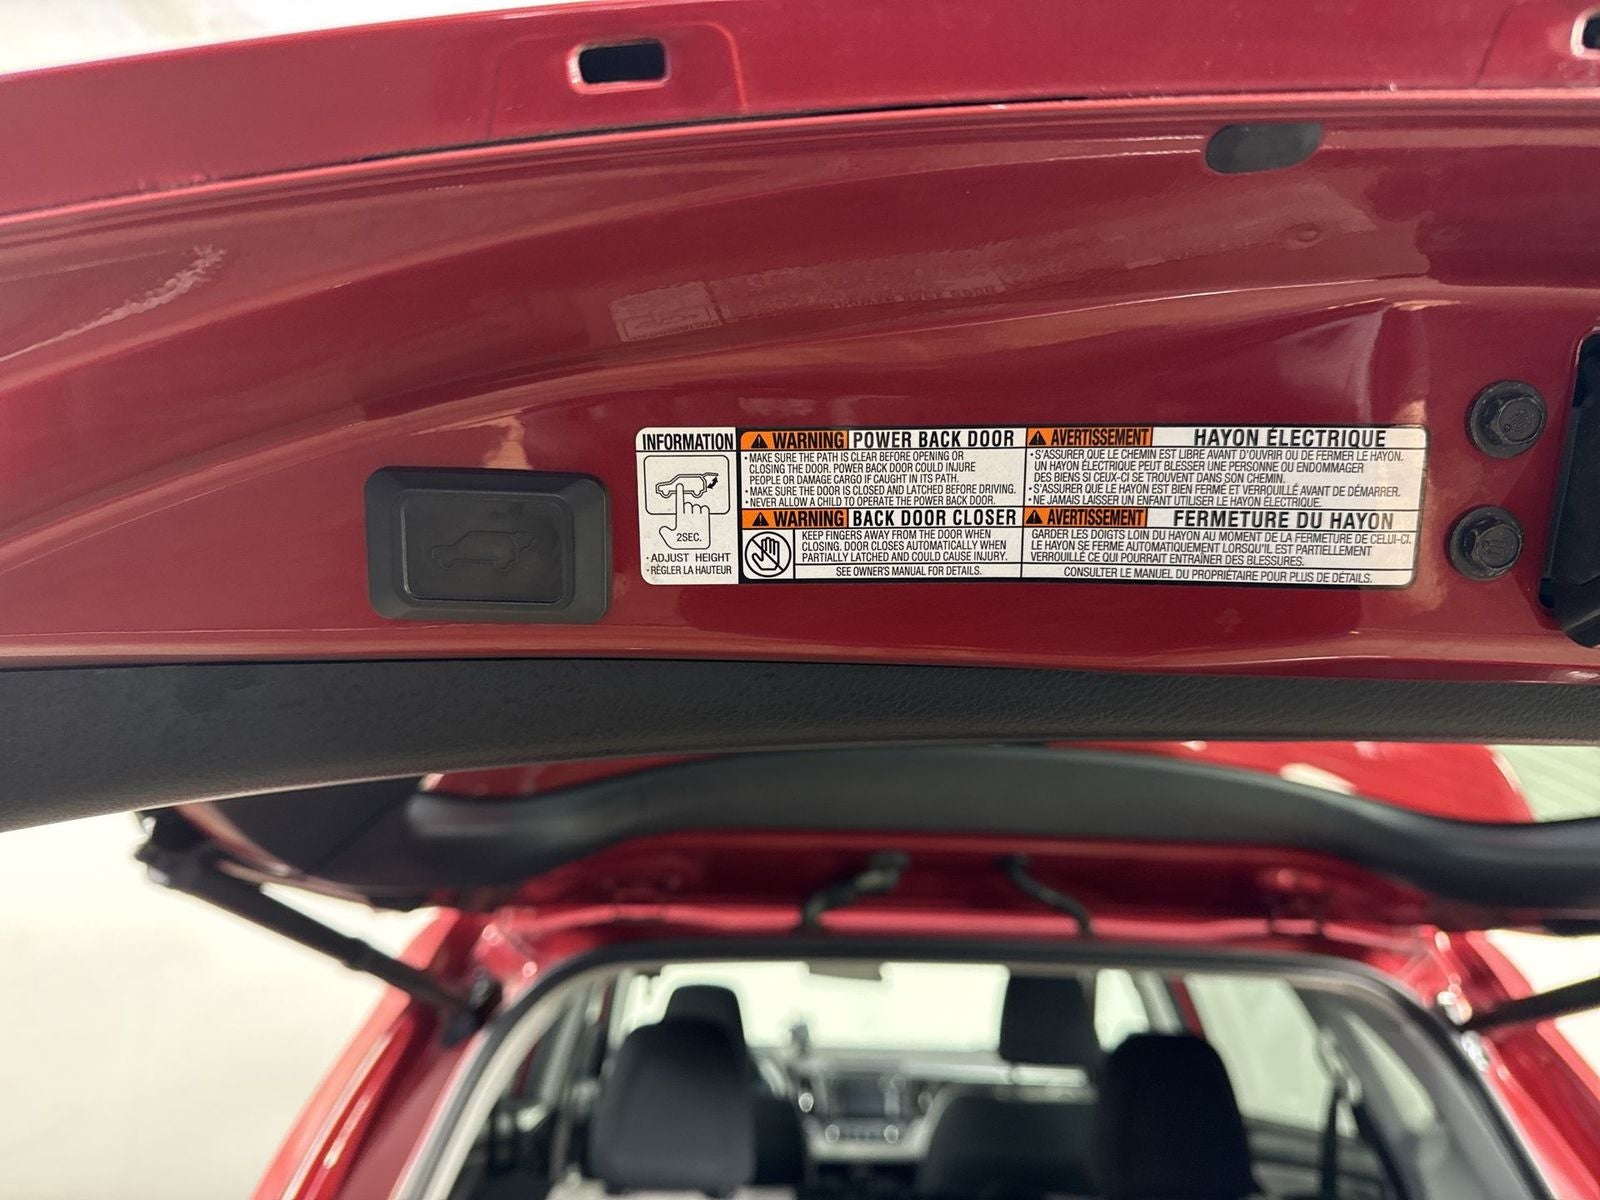 INFORMATION
2SEC.
·ADJUST HEIGHT
·RÉGLER LA HAUTEUR
WARNING POWER BACK DOOR
·MAKE SURE THE PATH IS CLEAR BEFORE OPENING OR
CLOSING THE DOOR. POWER BACK DOOR COULD INJURE
PEOPLE OR DAMAGE CARGO IF CAUGHT IN ITS PATH.
·MAKE SURE THE DOOR IS CLOSED AND LATCHED BEFORE DRIVING.
·NEVER ALLOW A CHILD TO OPERATE THE POWER BACK DOOR.
WARNING BACK DOOR CLOSER
KEEP FINGERS AWAY FROM THE DOOR WHEN
CLOSING. DOOR CLOSES AUTOMATICALLY WHEN
PARTIALLY LATCHED AND COULD CAUSE INJURY.
SEE OWNER'S MANUAL FOR DETAILS.
AVERTISSEMENT HAYON ÉLECTRIQUE
·S'ASSURER QUE LE CHEMIN EST LIBRE AVANT D'OUVRIR OU DE FERMER LE HAYON.
UN HAYON ÉLECTRIQUE PEUT BLESSER UNE PERSONNE OU ENDOMMAGER
DES BIENS SI CEUX-CI SE TROUVENT DANS SON CHEMIN.
·S'ASSURER QUE LE HAYON EST BIEN FERMÉ ET VERROUILLÉ AVANT DE DÉMARRER.
·NE JAMAIS LAISSER UN ENFANT UTILISER LE HAYON ÉLECTRIQUE.
AVERTISSEMENT FERMETURE DU HAYON
GARDER LES DOIGTS LOIN DU HAYON AU MOMENT DE LA FERMETURE DE CELUI-CI.
LE HAYON SE FERME AUTOMATIQUEMENT LORSQU'IL EST PARTIELLEMENT
VERROUILLÉ CE QUI POURRAIT ENTRAÎNER DES BLESSURES.
CONSULTER LE MANUEL DU PROPRIÉTAIRE POUR PLUS DE DÉTAILS.